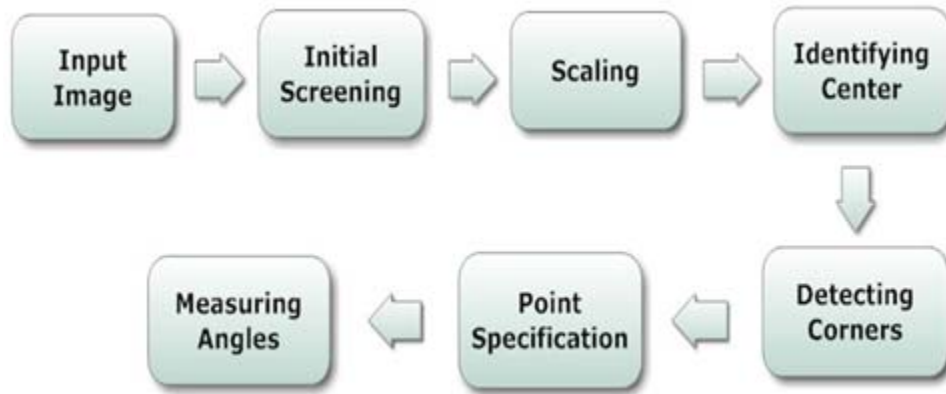 Input
Image
Initial
Screening
Scaling
Identifying
Center
Detecting
Corners
Point
Specification
Measuring
Angles